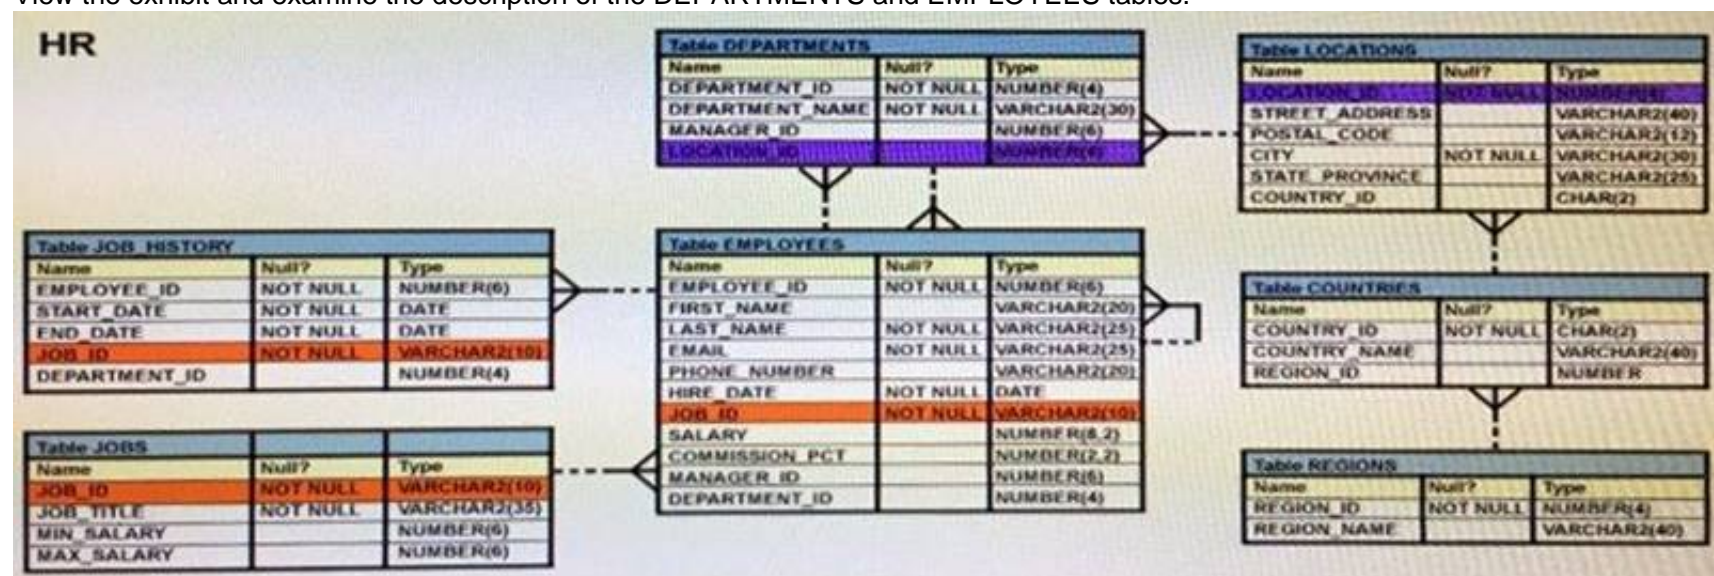 View the exhibit and examine the description of the DEPARTMENTS and EMPLOYEES tables.
HR
Table DEPARTMENTS
Name Null? Type
DEPARTMENT_ID NOT NULL NUMBER(4)
DEPARTMENT_NAME NOT NULL VARCHAR2(30)
MANAGER_ID NUMBER(6)
LOCATION_ID NUMBER(4)
Table LOCATIONS
Name Null? Type
LOCATION_ID NOT NULL NUMBER(4)
STREET_ADDRESS VARCHAR2(40)
POSTAL_CODE VARCHAR2(12)
CITY NOT NULL VARCHAR2(30)
STATE_PROVINCE VARCHAR2(25)
COUNTRY_ID CHAR(2)
Table JOB_HISTORY
Name Null? Type
EMPLOYEE_ID NOT NULL NUMBER(6)
START_DATE NOT NULL DATE
END_DATE NOT NULL DATE
JOB_ID NOT NULL VARCHAR2(10)
DEPARTMENT_ID NUMBER(4)
Table EMPLOYEES
Name Null? Type
EMPLOYEE_ID NOT NULL NUMBER(6)
FIRST_NAME VARCHAR2(20)
LAST_NAME NOT NULL VARCHAR2(25)
EMAIL NOT NULL VARCHAR2(25)
PHONE_NUMBER VARCHAR2(20)
HIRE_DATE NOT NULL DATE
JOB_ID NOT NULL VARCHAR2(10)
SALARY NUMBER(8,2)
COMMISSION_PCT NUMBER(2,2)
MANAGER_ID NUMBER(6)
DEPARTMENT_ID NUMBER(4)
Table COUNTRIES
Name Null? Type
COUNTRY_ID NOT NULL CHAR(2)
COUNTRY_NAME VARCHAR2(40)
REGION_ID NUMBER
Table JOBS
Name Null? Type
JOB_ID NOT NULL VARCHAR2(10)
JOB_TITLE NOT NULL VARCHAR2(35)
MIN_SALARY NUMBER(6)
MAX_SALARY NUMBER(6)
Table REGIONS
Name Null? Type
REGION_ID NOT NULL NUMBER(4)
REGION_NAME VARCHAR2(40)